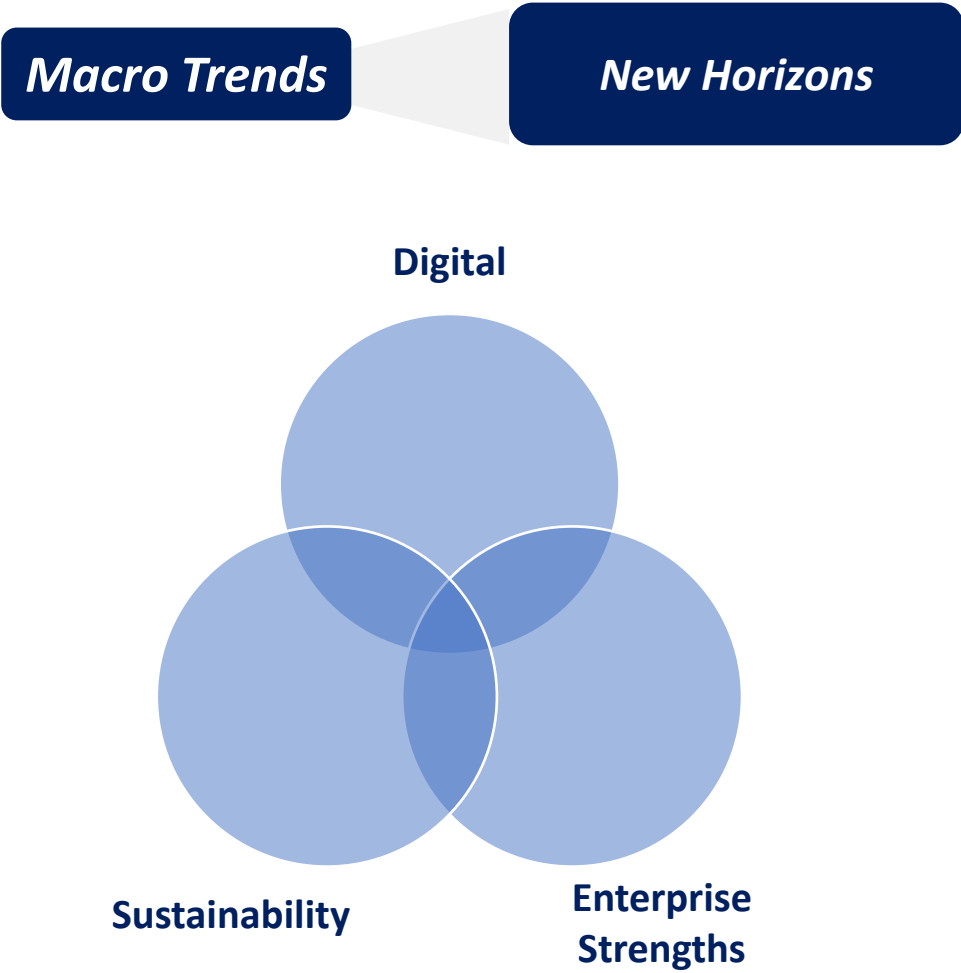 Macro Trends
New Horizons
Digital
Sustainability
Enterprise
Strengths